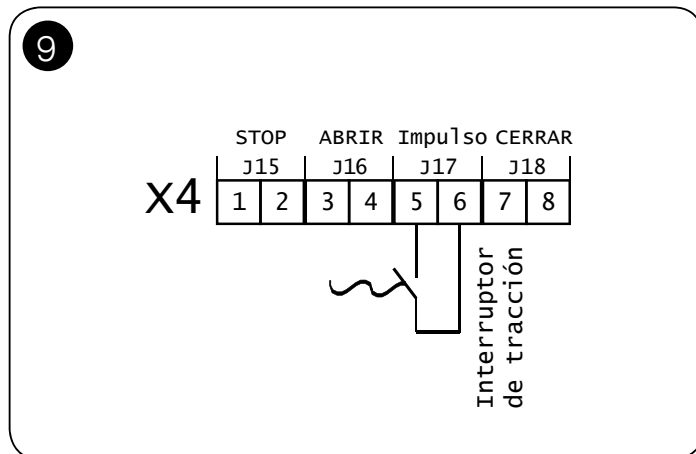 9
STOP ABRIR Impulso CERRAR
J15 J16 J17 J18
X4 1 2 3 4 5 6 7 8
Interruptor
de tracción